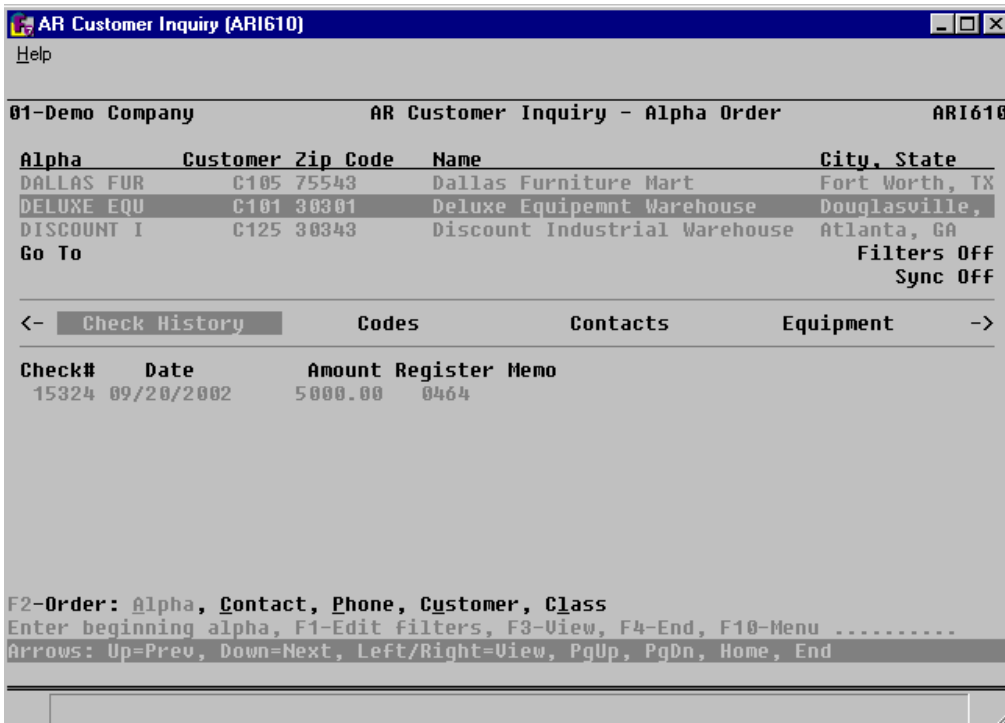 AR Customer Inquiry (ARI610)
Help
01-Demo Company AR Customer Inquiry - Alpha Order ARI610
Alpha Customer Zip Code Name City, State
DALLAS FUR C105 75543 Dallas Furniture Mart Fort Worth, TX
DELUXE EQU C101 30301 Deluxe Equipemnt Warehouse Douglasville,
DISCOUNT I C125 30343 Discount Industrial Warehouse Atlanta, GA
Go To Filters Off
Sync Off
<- Check History Codes Contacts Equipment ->
Check# Date Amount Register Memo
15324 09/20/2002 5000.00 0464
F2-Order: Alpha, Contact, Phone, Customer, Class
Enter beginning alpha, F1-Edit filters, F3-View, F4-End, F10-Menu ..........
Arrows: Up=Prev, Down=Next, Left/Right=View, PgUp, PgDn, Home, End